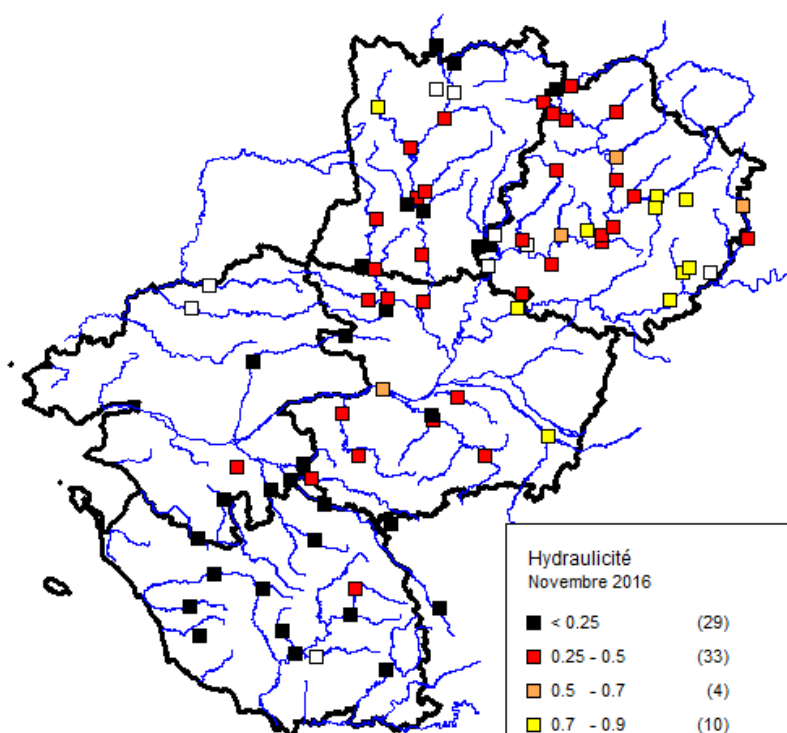 Hydraulicité
Novembre 2016
< 0.25 (29)
0.25 - 0.5 (33)
0.5 - 0.7 (4)
0.7 - 0.9 (10)